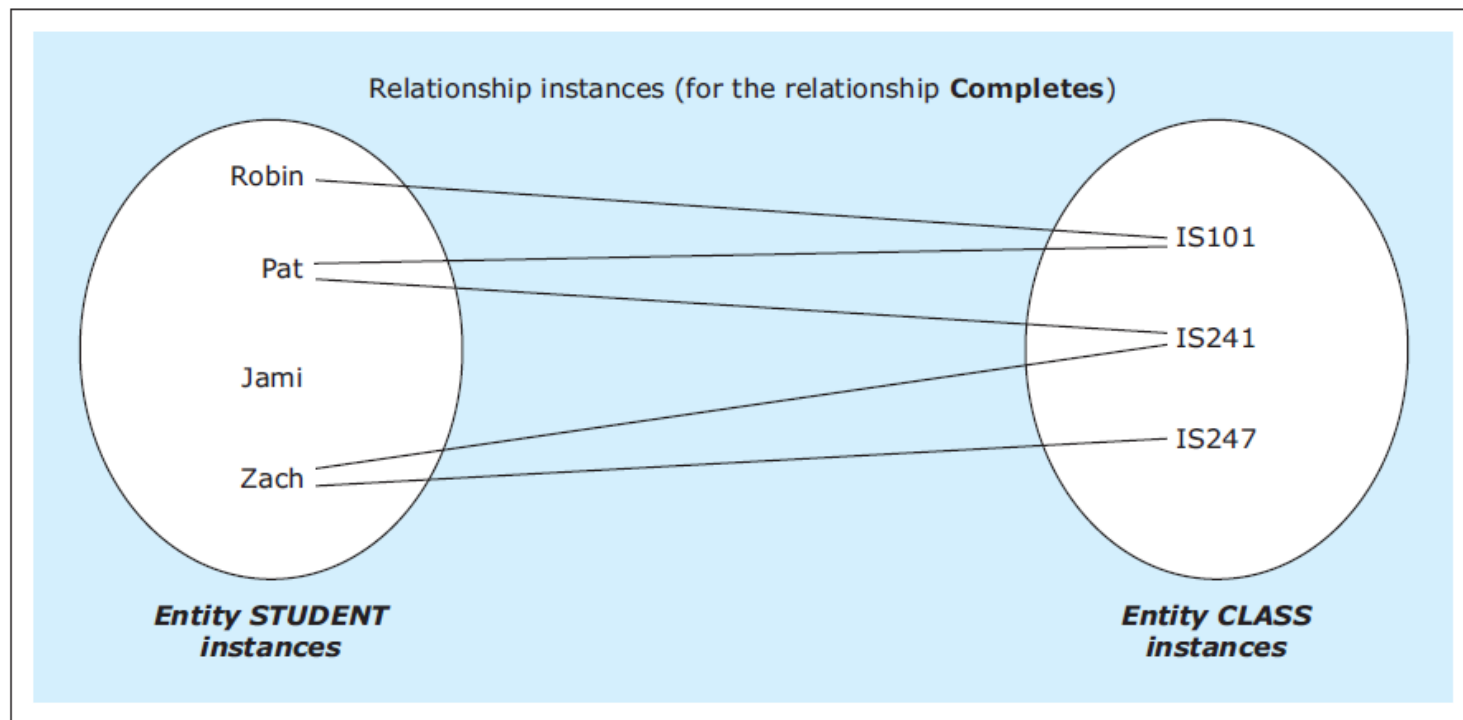 Relationship instances (for the relationship Completes)
Robin
Pat
Jami
Zach
IS101
IS241
IS247
Entity STUDENT
instances
Entity CLASS
instances